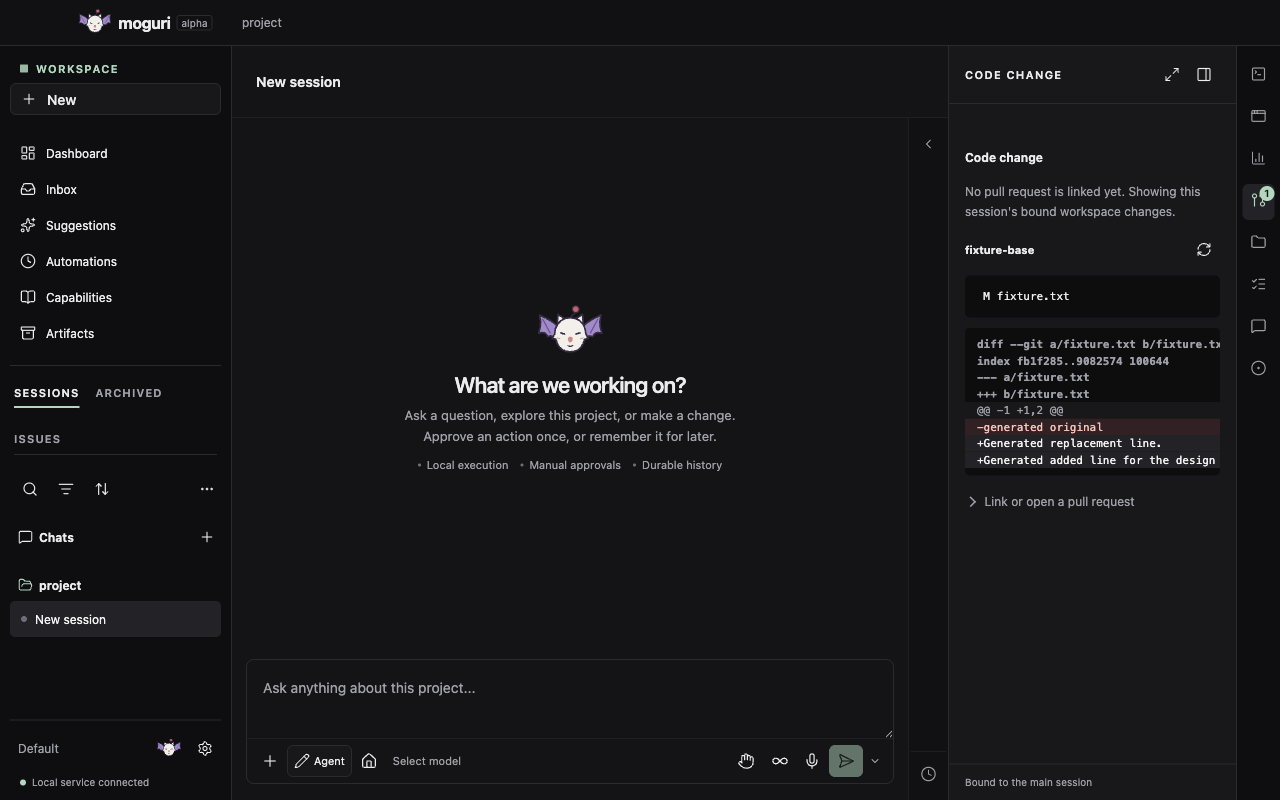 moguri alpha project
WORKSPACE
New
Dashboard
Inbox
Suggestions
Automations
Capabilities
Artifacts
SESSIONS ARCHIVED
ISSUES
Chats
project
New session
Default
Local service connected
New session
What are we working on?
Ask a question, explore this project, or make a change.
Approve an action once, or remember it for later.
• Local execution • Manual approvals • Durable history
Ask anything about this project...
Agent Select model
CODE CHANGE
Code change
No pull request is linked yet. Showing this
session's bound workspace changes.
fixture-base
M fixture.txt
diff --git a/fixture.txt b/fixture.tx
index fb1f285..9082574 100644
--- a/fixture.txt
+++ b/fixture.txt
@@ -1 +1,2 @@
-generated original
+Generated replacement line.
+Generated added line for the design
Link or open a pull request
Bound to the main session
1